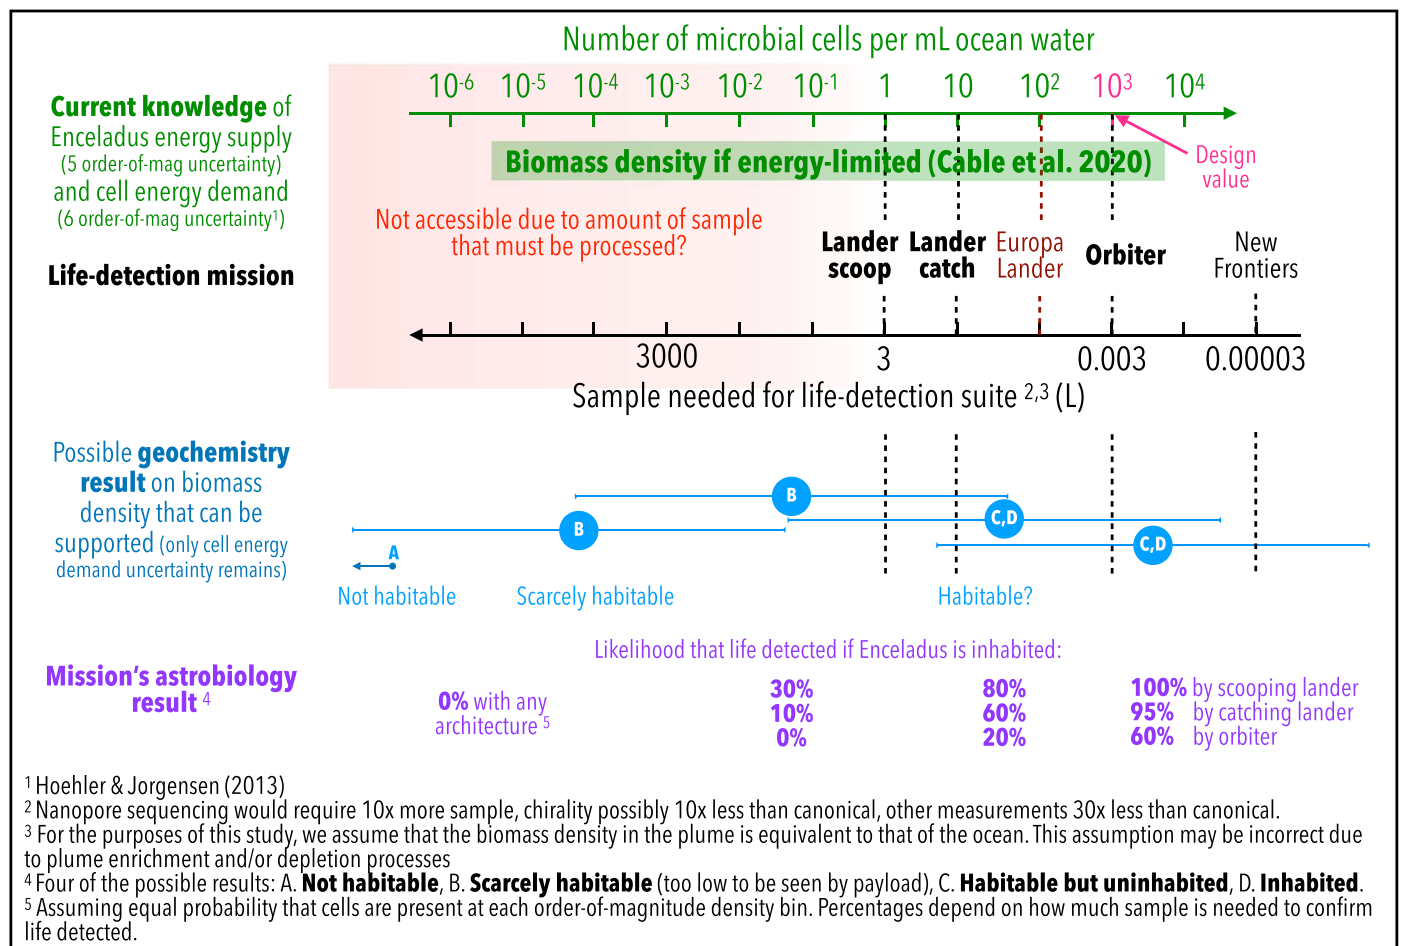 Number of microbial cells per mL ocean water
10-6 10-5 10-4 10-3 10-2 10-1 1 10 10² 10³ 10⁴
Current knowledge of
Enceladus energy supply
(5 order-of-mag uncertainty)
and cell energy demand
(6 order-of-mag uncertainty¹)
Biomass density if energy-limited (Cable et al. 2020)
Design
value
Not accessible due to amount of sample
that must be processed?
Life-detection mission
Lander
scoop
Lander
catch
Europa
Lander
Orbiter
New
Frontiers
3000 3 0.003 0.00003
Sample needed for life-detection suite ²,³ (L)
Possible geochemistry
result on biomass
density that can be
supported (only cell energy
demand uncertainty remains)
B
C,D
B
C,D
A
Not habitable
Scarcely habitable
Habitable?
Mission’s astrobiology
result ⁴
Likelihood that life detected if Enceladus is inhabited:
0% with any
architecture ⁵
30% 80% 100% by scooping lander
10% 60% 95% by catching lander
0% 20% 60% by orbiter
¹ Hoehler & Jorgensen (2013)
² Nanopore sequencing would require 10x more sample, chirality possibly 10x less than canonical, other measurements 30x less than canonical.
³ For the purposes of this study, we assume that the biomass density in the plume is equivalent to that of the ocean. This assumption may be incorrect due
to plume enrichment and/or depletion processes
⁴ Four of the possible results: A. Not habitable, B. Scarcely habitable (too low to be seen by payload), C. Habitable but uninhabited, D. Inhabited.
⁵ Assuming equal probability that cells are present at each order-of-magnitude density bin. Percentages depend on how much sample is needed to confirm
life detected.